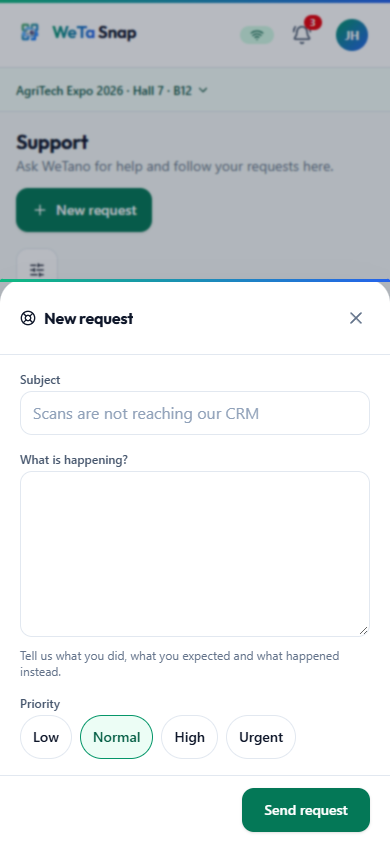 WeTa Snap
3
JH
AgriTech Expo 2026 · Hall 7 · B12
Support
Ask WeTano for help and follow your requests here.
+ New request
New request
Subject
Scans are not reaching our CRM
What is happening?
Tell us what you did, what you expected and what happened
instead.
Priority
Low
Normal
High
Urgent
Send request